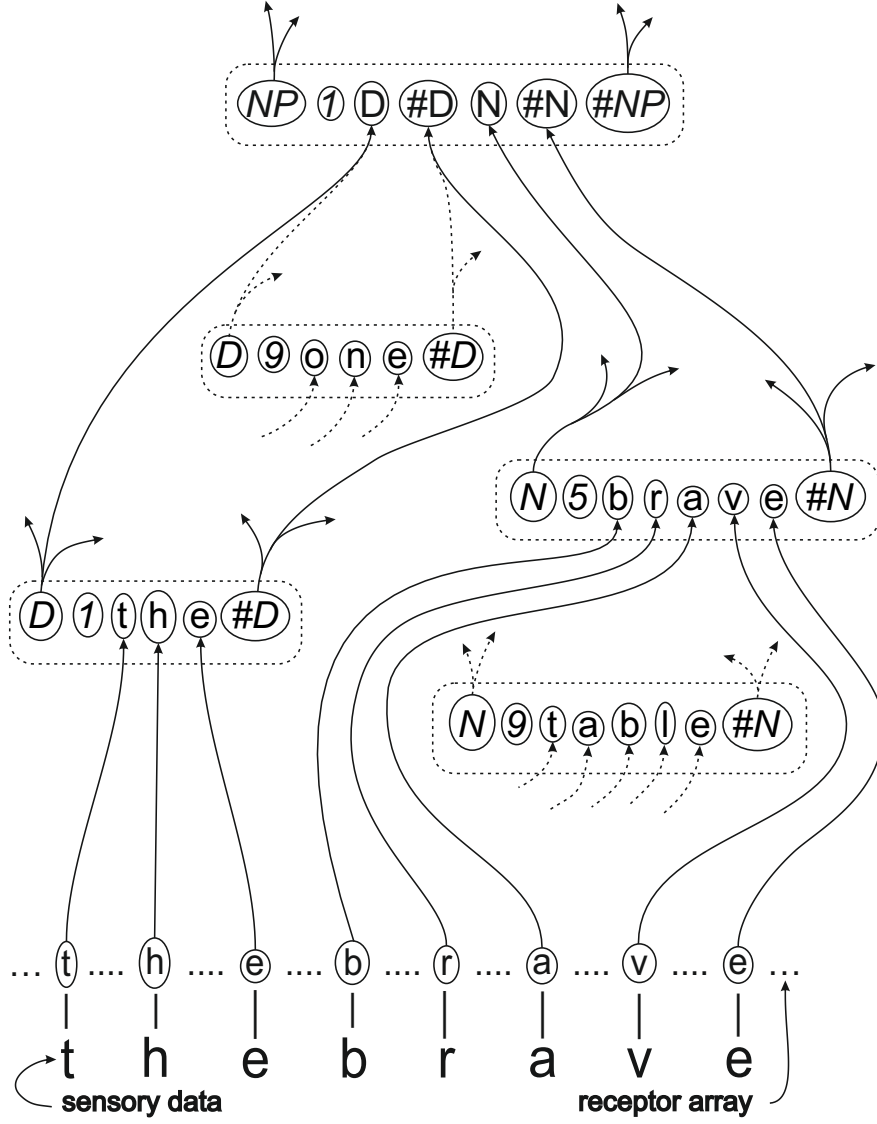 NP 1 D #D N #N #NP
D 9 o n e #D
N 5 b r a v e #N
D 1 t h e #D
N 9 t a b l e #N
... t .... h .... e .... b .... r .... a .... v .... e ...
t h e b r a v e
sensory data receptor array